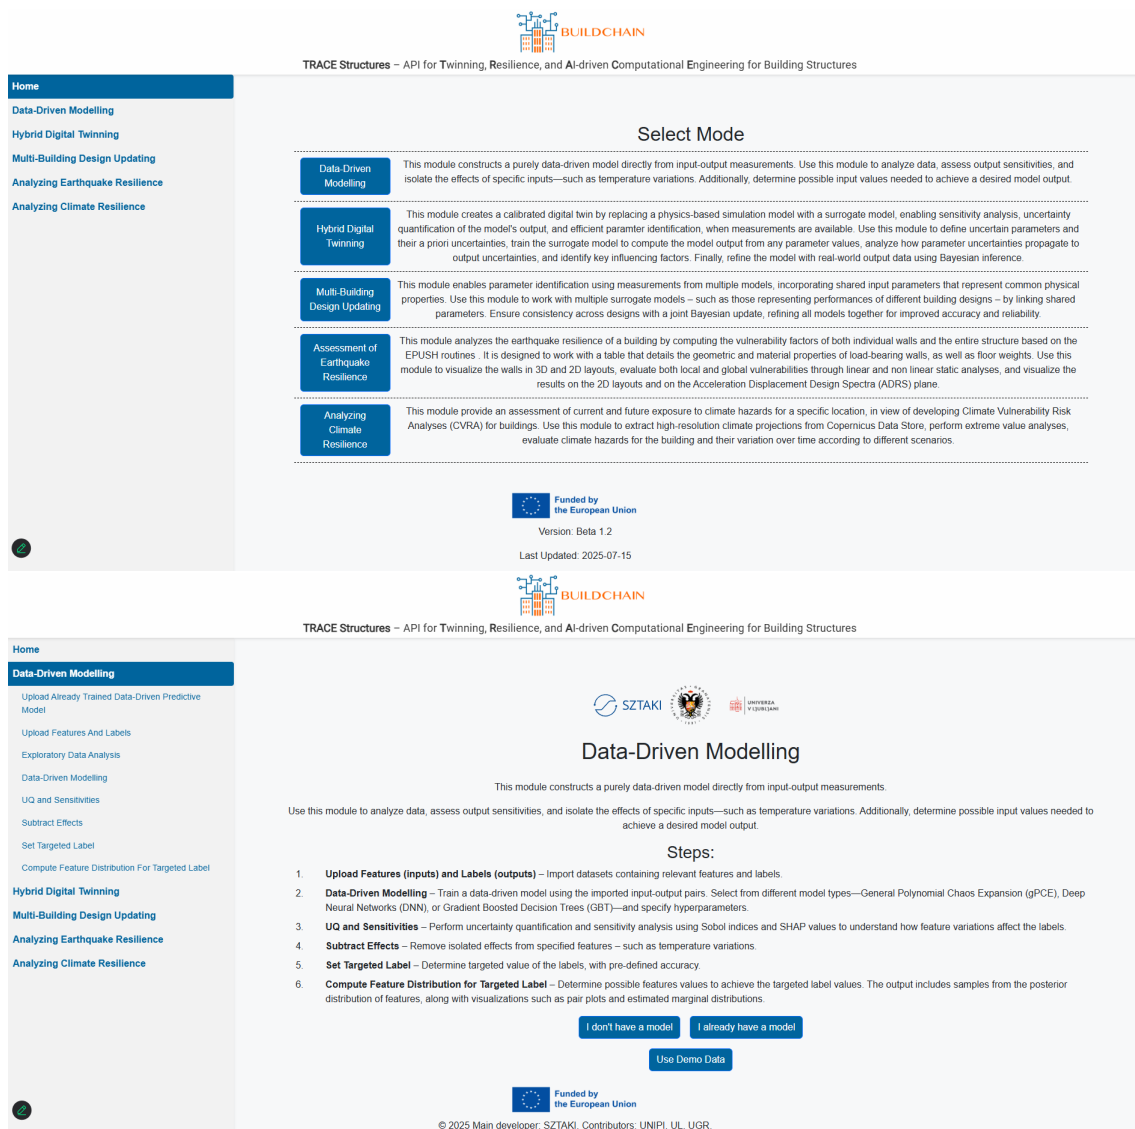 BUILDCHAIN
TRACE Structures – API for Twinning, Resilience, and AI-driven Computational Engineering for Building Structures
Home
Data-Driven Modelling
Hybrid Digital Twinning
Multi-Building Design Updating
Analyzing Earthquake Resilience
Analyzing Climate Resilience
Select Mode
Data-Driven
Modelling
This module constructs a purely data-driven model directly from input-output measurements. Use this module to analyze data, assess output sensitivities, and
isolate the effects of specific inputs—such as temperature variations. Additionally, determine possible input values needed to achieve a desired model output.
Hybrid Digital
Twinning
This module creates a calibrated digital twin by replacing a physics-based simulation model with a surrogate model, enabling sensitivity analysis, uncertainty
quantification of the model's output, and efficient paramter identification, when measurements are available. Use this module to define uncertain parameters and
their a priori uncertainties, train the surrogate model to compute the model output from any parameter values, analyze how parameter uncertainties propagate to
output uncertainties, and identify key influencing factors. Finally, refine the model with real-world output data using Bayesian inference.
Multi-Building
Design Updating
This module enables parameter identification using measurements from multiple models, incorporating shared input parameters that represent common physical
properties. Use this module to work with multiple surrogate models – such as those representing performances of different building designs – by linking shared
parameters. Ensure consistency across designs with a joint Bayesian update, refining all models together for improved accuracy and reliability.
Assessment of
Earthquake
Resilience
This module analyzes the earthquake resilience of a building by computing the vulnerability factors of both individual walls and the entire structure based on the
EPUSH routines . It is designed to work with a table that details the geometric and material properties of load-bearing walls, as well as floor weights. Use this
module to visualize the walls in 3D and 2D layouts, evaluate both local and global vulnerabilities through linear and non linear static analyses, and visualize the
results on the 2D layouts and on the Acceleration Displacement Design Spectra (ADRS) plane.
Analyzing
Climate
Resilience
This module provide an assessment of current and future exposure to climate hazards for a specific location, in view of developing Climate Vulnerability Risk
Analyses (CVRA) for buildings. Use this module to extract high-resolution climate projections from Copernicus Data Store, perform extreme value analyses,
evaluate climate hazards for the building and their variation over time according to different scenarios.
Funded by
the European Union
Version: Beta 1.2
Last Updated: 2025-07-15
BUILDCHAIN
TRACE Structures – API for Twinning, Resilience, and AI-driven Computational Engineering for Building Structures
Home
Data-Driven Modelling
Upload Already Trained Data-Driven Predictive
Model
Upload Features And Labels
Exploratory Data Analysis
Data-Driven Modelling
UQ and Sensitivities
Subtract Effects
Set Targeted Label
Compute Feature Distribution For Targeted Label
Hybrid Digital Twinning
Multi-Building Design Updating
Analyzing Earthquake Resilience
Analyzing Climate Resilience
SZTAKI
UNIVERZA
V LJUBLJANI
Data-Driven Modelling
This module constructs a purely data-driven model directly from input-output measurements.
Use this module to analyze data, assess output sensitivities, and isolate the effects of specific inputs—such as temperature variations. Additionally, determine possible input values needed to
achieve a desired model output.
Steps:
1. Upload Features (inputs) and Labels (outputs) – Import datasets containing relevant features and labels.
2. Data-Driven Modelling – Train a data-driven model using the imported input-output pairs. Select from different model types—General Polynomial Chaos Expansion (gPCE), Deep
Neural Networks (DNN), or Gradient Boosted Decision Trees (GBT)—and specify hyperparameters.
3. UQ and Sensitivities – Perform uncertainty quantification and sensitivity analysis using Sobol indices and SHAP values to understand how feature variations affect the labels.
4. Subtract Effects – Remove isolated effects from specified features – such as temperature variations.
5. Set Targeted Label – Determine targeted value of the labels, with pre-defined accuracy.
6. Compute Feature Distribution for Targeted Label – Determine possible features values to achieve the targeted label values. The output includes samples from the posterior
distribution of features, along with visualizations such as pair plots and estimated marginal distributions.
I don't have a model
I already have a model
Use Demo Data
Funded by
the European Union
© 2025 Main developer: SZTAKI. Contributors: UNIPI, UL, UGR.